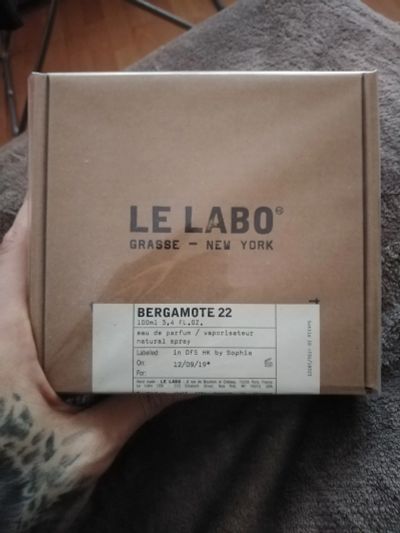 LE LABO®
GRASSE — NEW YORK
BERGAMOTE 22
100ml 3.4 FL.OZ.
eau de parfum / vaporisateur
natural spray
Labeled: in DFS HK by Sophia
On: 12/09/19*
For:
LE LABO